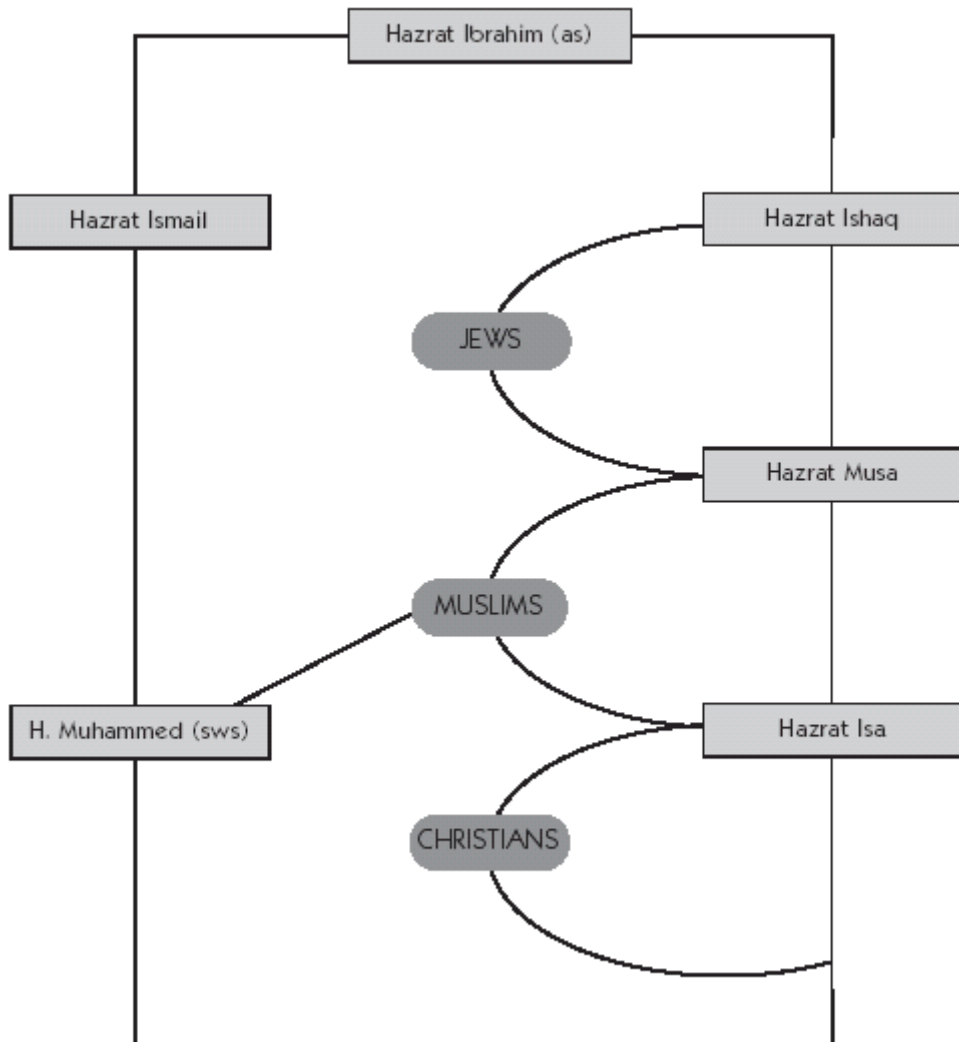 Hazrat Ibrahim (as)
Hazrat Ismail
Hazrat Ishaq
JEWS
Hazrat Musa
MUSLIMS
H. Muhammed (sws)
Hazrat Isa
CHRISTIANS